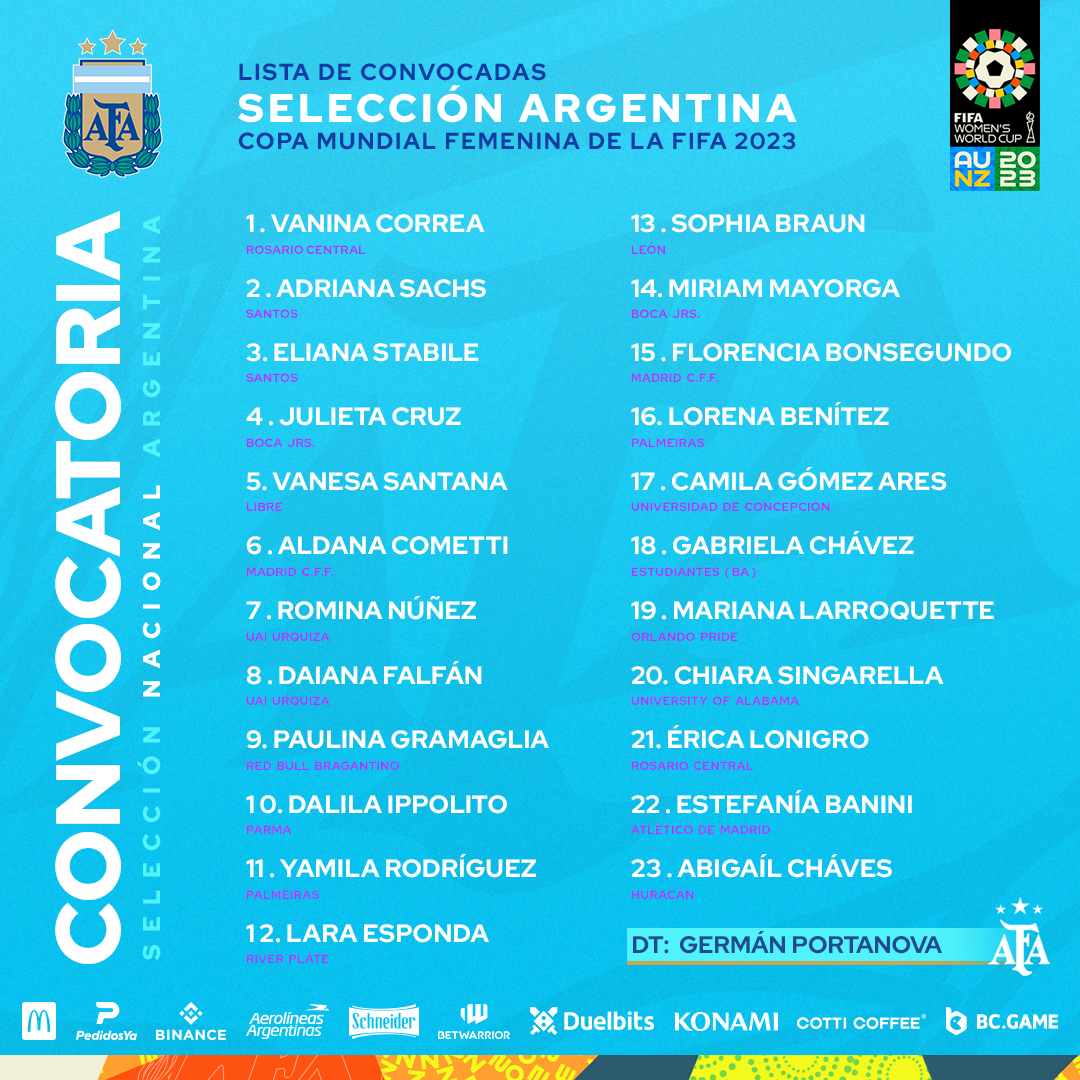 LISTA DE CONVOCADAS
SELECCIÓN ARGENTINA
COPA MUNDIAL FEMENINA DE LA FIFA 2023
AFA
FIFA
WOMEN'S
WORLD CUP
AU 20
NZ 23
CONVOCATORIA
SELECCIÓN NACIONAL ARGENTINA
1 . VANINA CORREA
ROSARIO CENTRAL
2 . ADRIANA SACHS
SANTOS
3. ELIANA STABILE
SANTOS
4 . JULIETA CRUZ
BOCA JRS.
5. VANESA SANTANA
LIBRE
6 . ALDANA COMETTI
MADRID C.F.F.
7 . ROMINA NÚÑEZ
UAI URQUIZA
8 . DAIANA FALFÁN
UAI URQUIZA
9. PAULINA GRAMAGLIA
RED BULL BRAGANTINO
10. DALILA IPPOLITO
PARMA
11 . YAMILA RODRÍGUEZ
PALMEIRAS
12. LARA ESPONDA
RIVER PLATE
13 . SOPHIA BRAUN
LEÓN
14. MIRIAM MAYORGA
BOCA JRS.
15 . FLORENCIA BONSEGUNDO
MADRID C.F.F.
16. LORENA BENÍTEZ
PALMEIRAS
17 . CAMILA GÓMEZ ARES
UNIVERSIDAD DE CONCEPCIÓN
18 . GABRIELA CHÁVEZ
ESTUDIANTES ( BA )
19 . MARIANA LARROQUETTE
ORLANDO PRIDE
20. CHIARA SINGARELLA
UNIVERSITY OF ALABAMA
21. ÉRICA LONIGRO
ROSARIO CENTRAL
22 . ESTEFANÍA BANINI
ATLÉTICO DE MADRID
23 . ABIGAÍL CHÁVES
HURACÁN
DT: GERMÁN PORTANOVA
AFA
PedidosYa
BINANCE
Aerolíneas
Argentinas
Schneider
BETWARRIOR
Duelbits
KONAMI
COTTI COFFEE®
BC.GAME